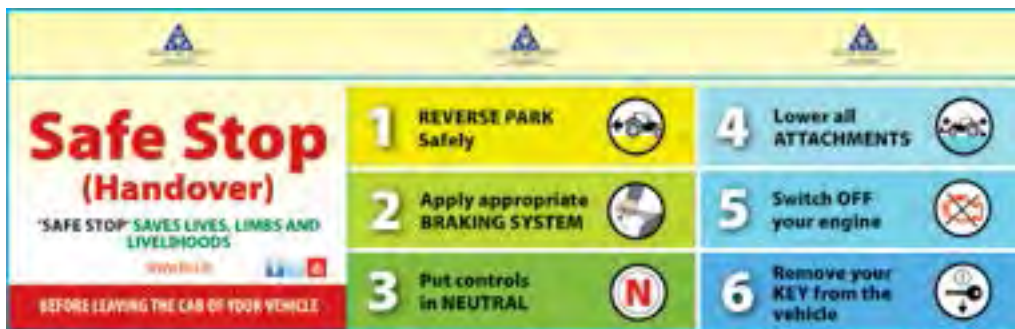 Safe Stop
(Handover)
'SAFE STOP' SAVES LIVES, LIMBS AND
LIVELIHOODS
BEFORE LEAVING THE CAB OF YOUR VEHICLE
1
REVERSE PARK
Safely
2
Apply appropriate
BRAKING SYSTEM
3
Put controls
in NEUTRAL
N
4
Lower all
ATTACHMENTS
5
Switch OFF
your engine
6
Remove your
KEY from the
vehicle